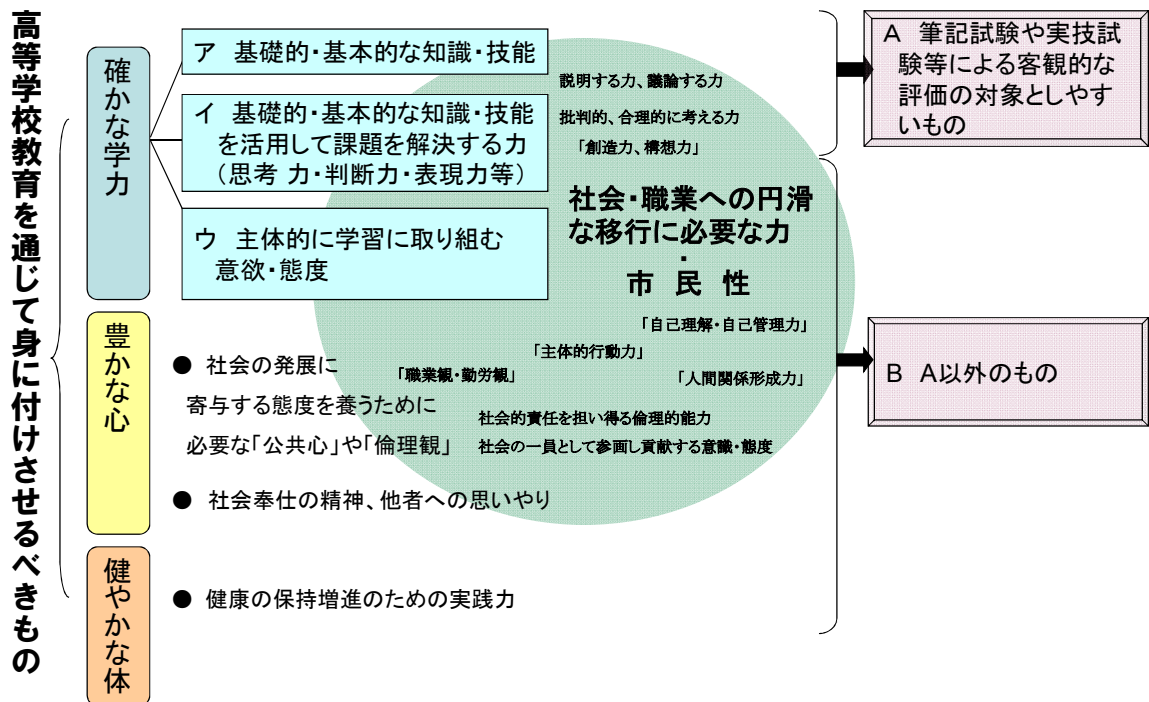 高等学校教育を通じて身に付けさせるべきもの
確かな学力
ア 基礎的・基本的な知識・技能
イ 基礎的・基本的な知識・技能
を活用して課題を解決する力
（思考 力・判断力・表現力等）
ウ 主体的に学習に取り組む
意欲・態度
説明する力、議論する力
批判的、合理的に考える力
「創造力、構想力」
社会・職業への円滑
な移行に必要な力
・
市 民 性
「自己理解・自己管理力」
「主体的行動力」
「職業観・勤労観」
「人間関係形成力」
社会的責任を担い得る倫理的能力
社会の一員として参画し貢献する意識・態度
豊かな心
● 社会の発展に
寄与する態度を養うために
必要な「公共心」や「倫理観」
● 社会奉仕の精神、他者への思いやり
健やかな体
● 健康の保持増進のための実践力
A 筆記試験や実技試
験等による客観的な
評価の対象としやす
いもの
B A以外のもの